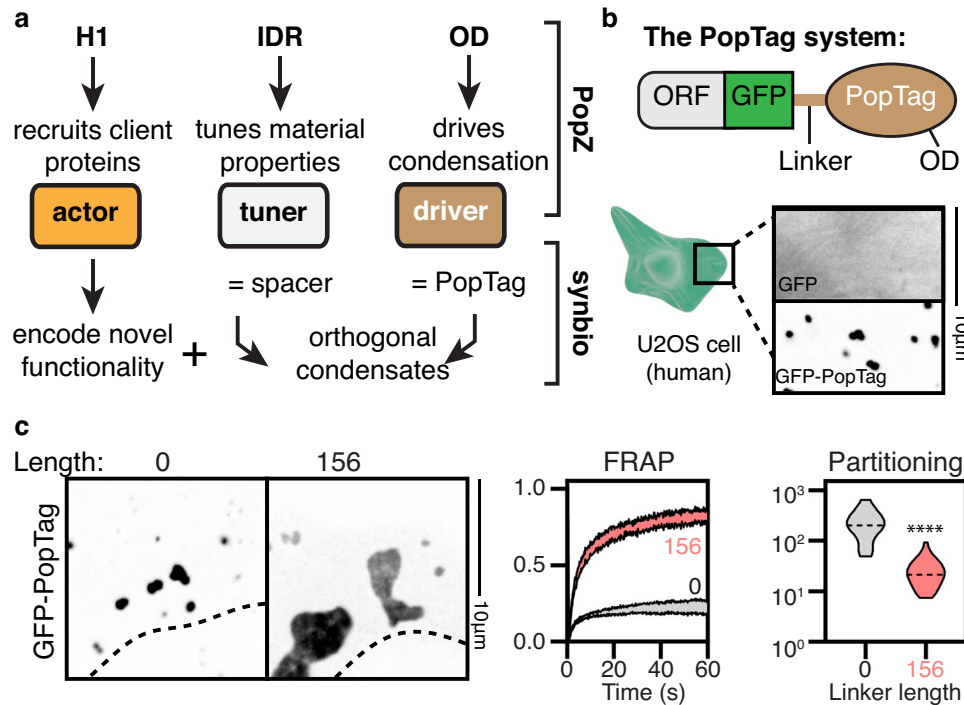 a
H1 IDR OD
recruits client proteins
tunes material properties
drives condensation
actor tuner driver
PopZ
= spacer = PopTag
encode novel functionality
+
orthogonal condensates
synbio
b
The PopTag system:
ORF GFP PopTag
Linker OD
U2OS cell
(human)
GFP
GFP-PopTag
10µm
c
Length: 0 156
GFP-PopTag
10µm
FRAP
1.0
0.5
0.0
156
0
0 20 40 60
Time (s)
Partitioning
10³
10²
10¹
10⁰
****
0 156
Linker length